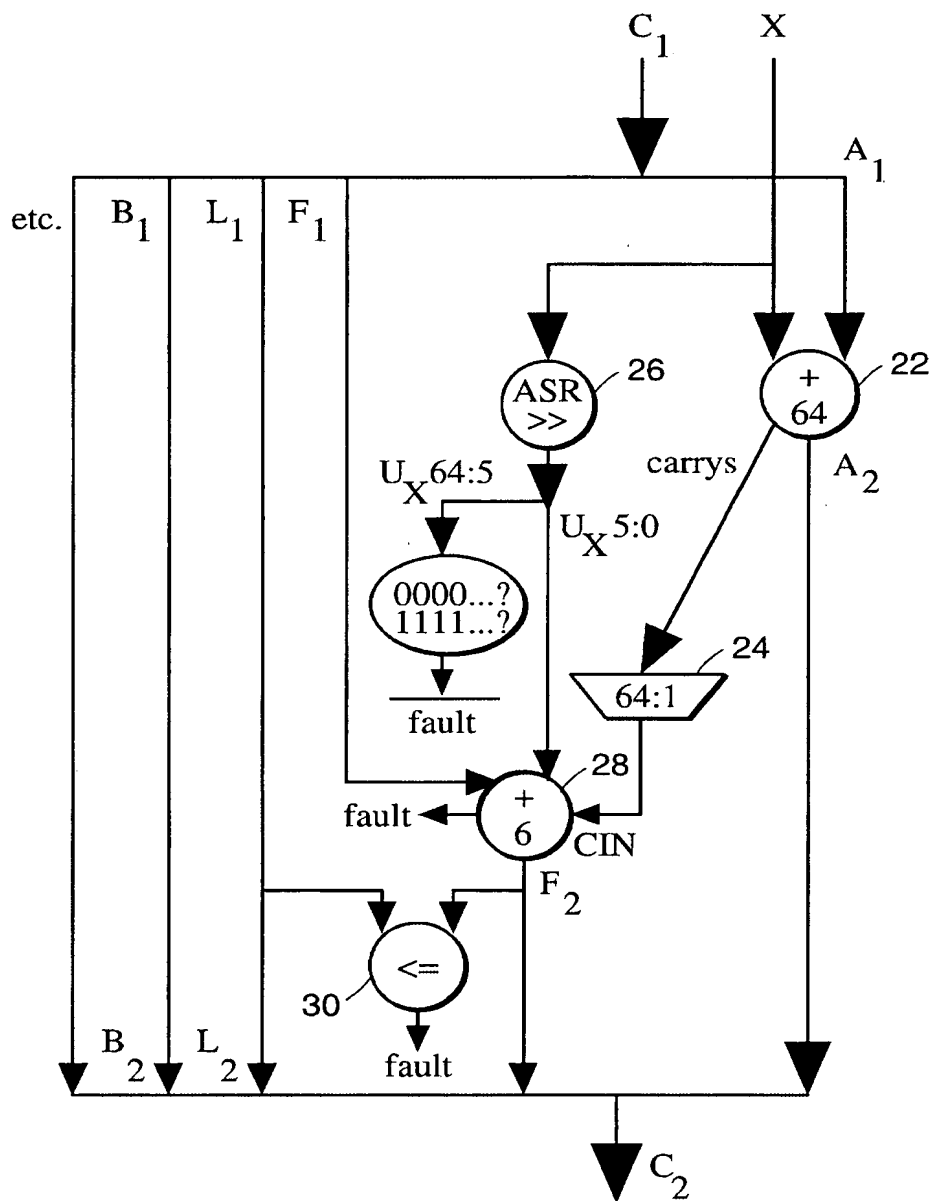 C₁ X
A₁
etc. B₁ L₁ F₁
ASR
>>
26
+
64
22
carrys
A₂
Uₓ64:5
Uₓ5:0
0000...?
1111...?
fault
24
64:1
28
+
6
fault
CIN
F₂
<=
30
fault
B₂ L₂
C₂